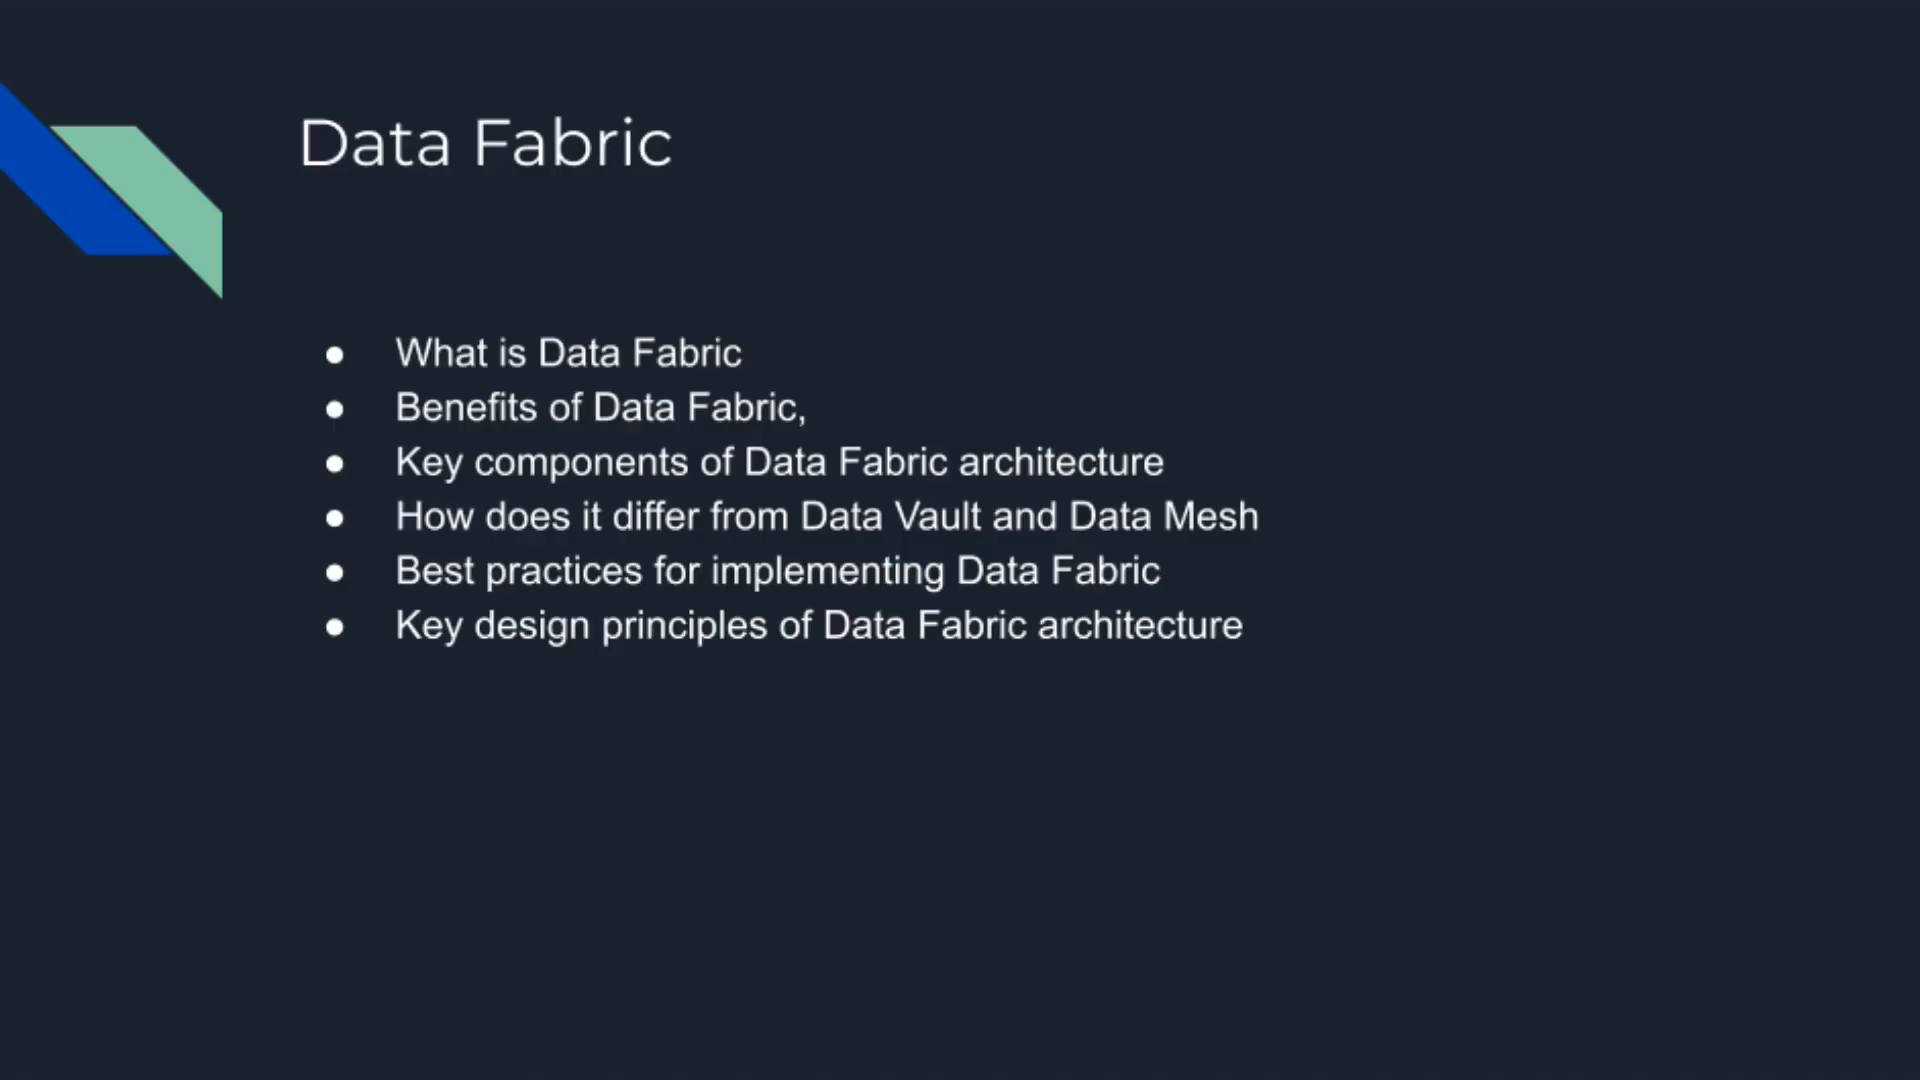 Data Fabric
● What is Data Fabric
● Benefits of Data Fabric,
● Key components of Data Fabric architecture
● How does it differ from Data Vault and Data Mesh
● Best practices for implementing Data Fabric
● Key design principles of Data Fabric architecture